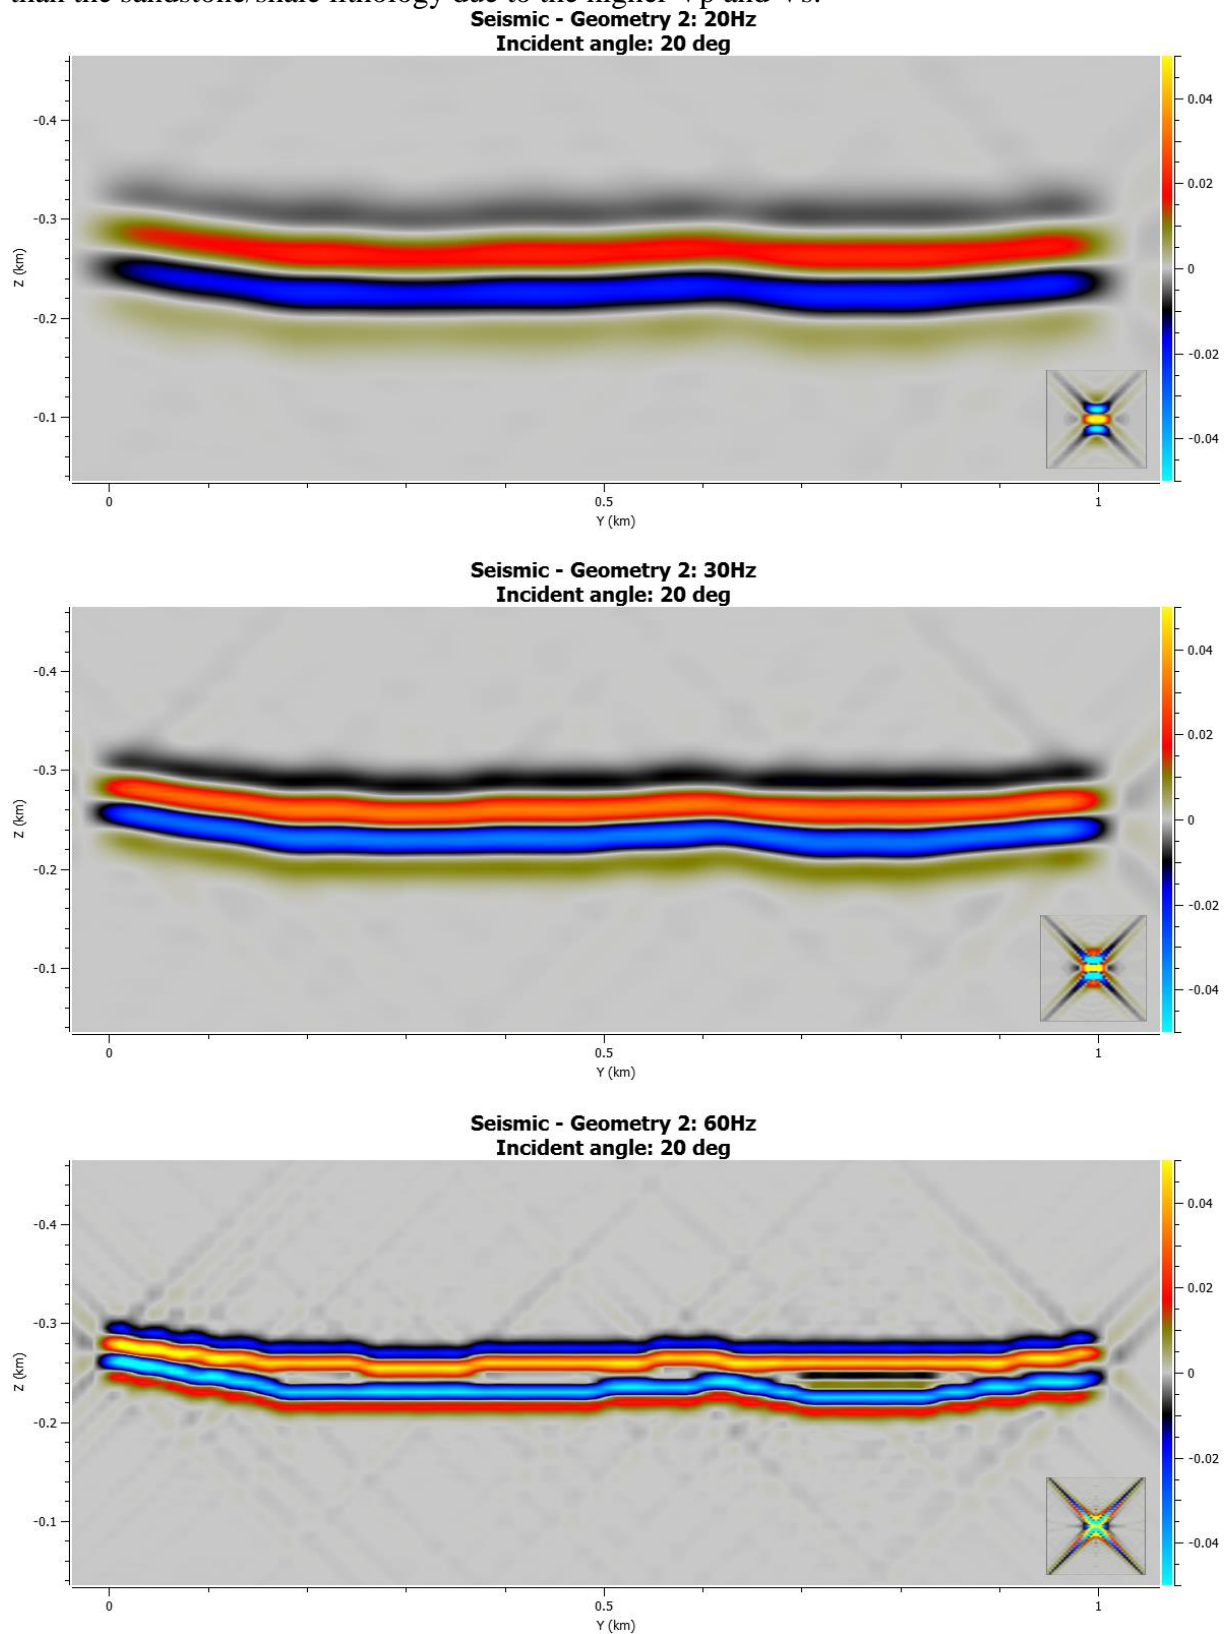 than the sandstone/shale lithology due to the higher Vp and Vs.
Seismic - Geometry 2: 20Hz
Incident angle: 20 deg
-0.4
-0.3
-0.2
-0.1
Z (km)
0
0.5
1
Y (km)
0.04
0.02
0
-0.02
-0.04
Seismic - Geometry 2: 30Hz
Incident angle: 20 deg
-0.4
-0.3
-0.2
-0.1
Z (km)
0
0.5
1
Y (km)
0.04
0.02
0
-0.02
-0.04
Seismic - Geometry 2: 60Hz
Incident angle: 20 deg
-0.4
-0.3
-0.2
-0.1
Z (km)
0
0.5
1
Y (km)
0.04
0.02
0
-0.02
-0.04